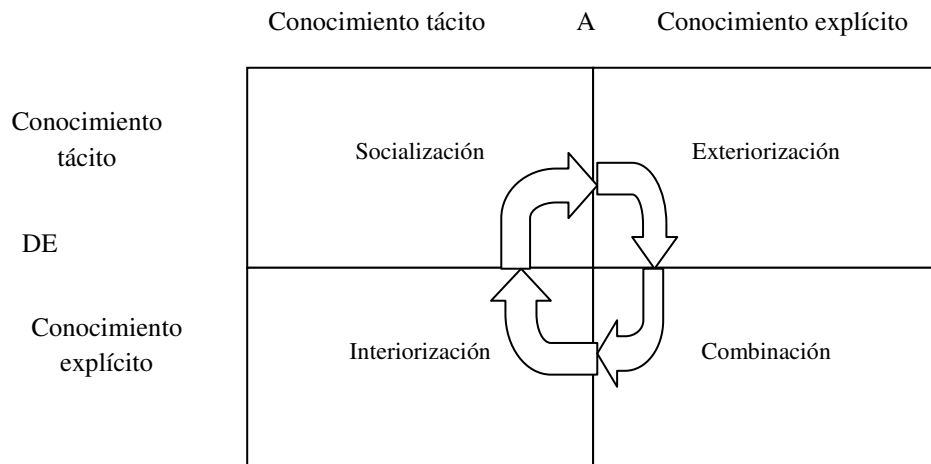 Conocimiento tácito A Conocimiento explícito
Conocimiento
tácito
Socialización Exteriorización
DE
Conocimiento
explícito
Interiorización Combinación